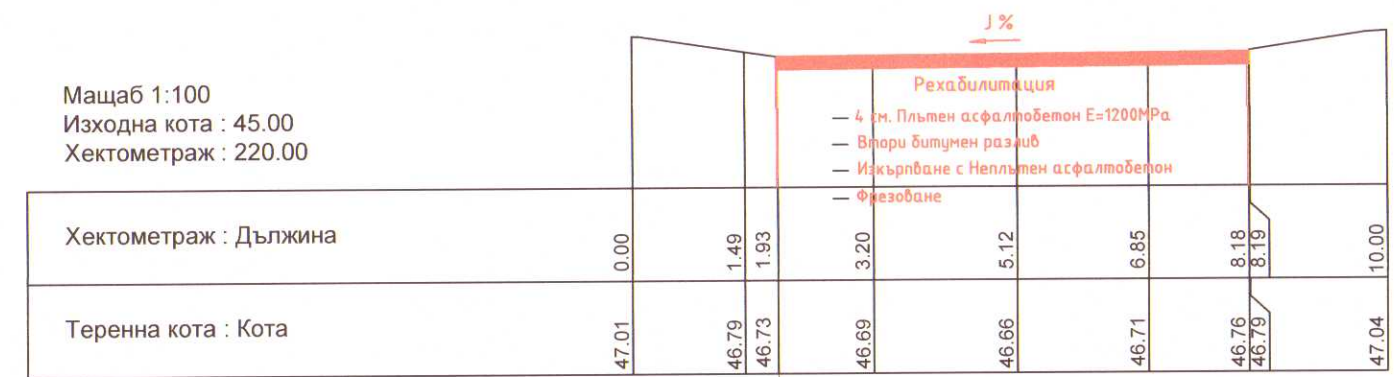 J %
Мащаб 1:100
Изходна кота : 45.00
Хектометраж : 220.00
Рехабилитация
— 4 см. Плътен асфалтобетон E=1200MPa
— Втори битумен разлив
— Изкърпване с Неплътен асфалтобетон
— Фрезоване
Хектометраж : Дължина 0.00 1.49 1.93 3.20 5.12 6.85 8.18 8.19 10.00
Теренна кота : Кота 47.01 46.79 46.73 46.69 46.66 46.71 46.76 46.79 47.04